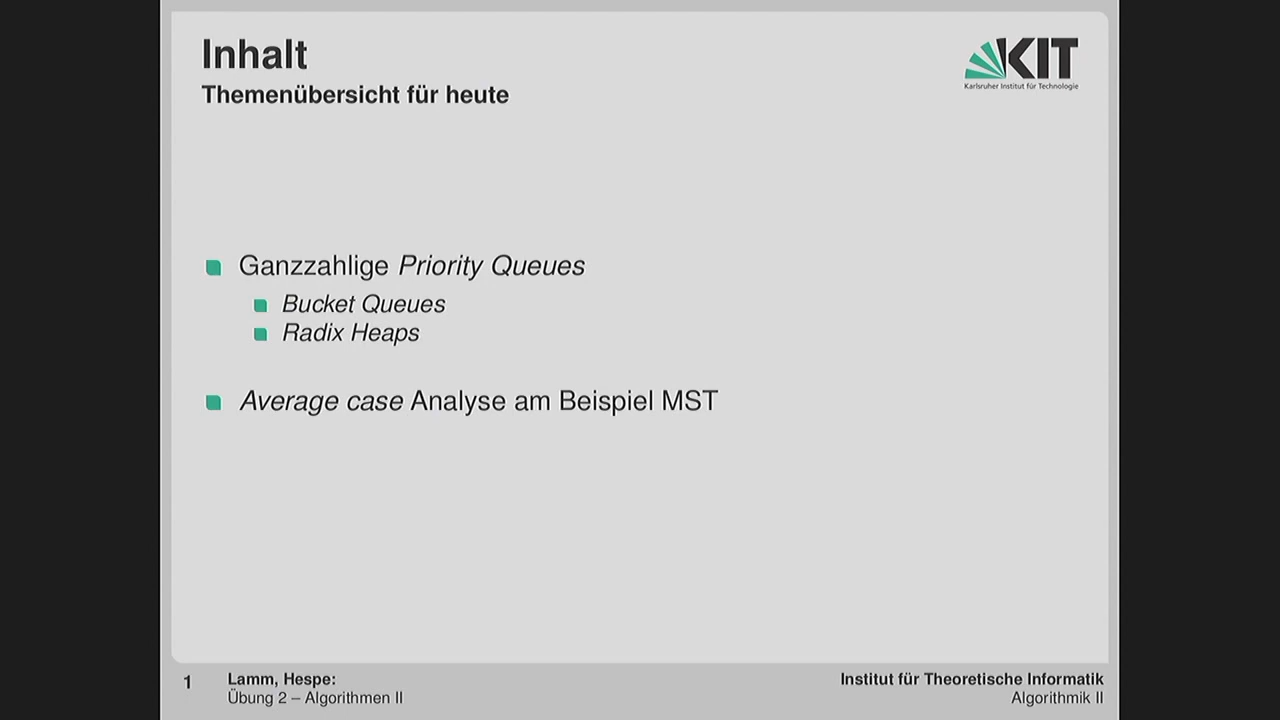 Inhalt
Themenübersicht für heute
KIT
Karlsruher Institut für Technologie
Ganzzahlige Priority Queues
Bucket Queues
Radix Heaps
Average case Analyse am Beispiel MST
1
Lamm, Hespe:
Übung 2 – Algorithmen II
Institut für Theoretische Informatik
Algorithmik II